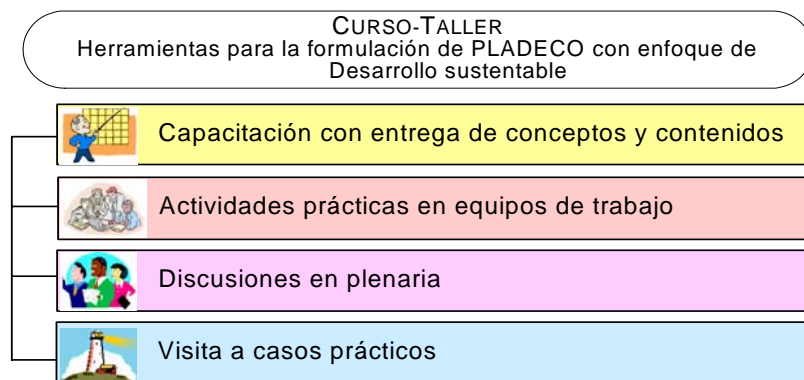 CURSO-TALLER
Herramientas para la formulación de PLADECO con enfoque de
Desarrollo sustentable
Capacitación con entrega de conceptos y contenidos
Actividades prácticas en equipos de trabajo
Discusiones en plenaria
Visita a casos prácticos